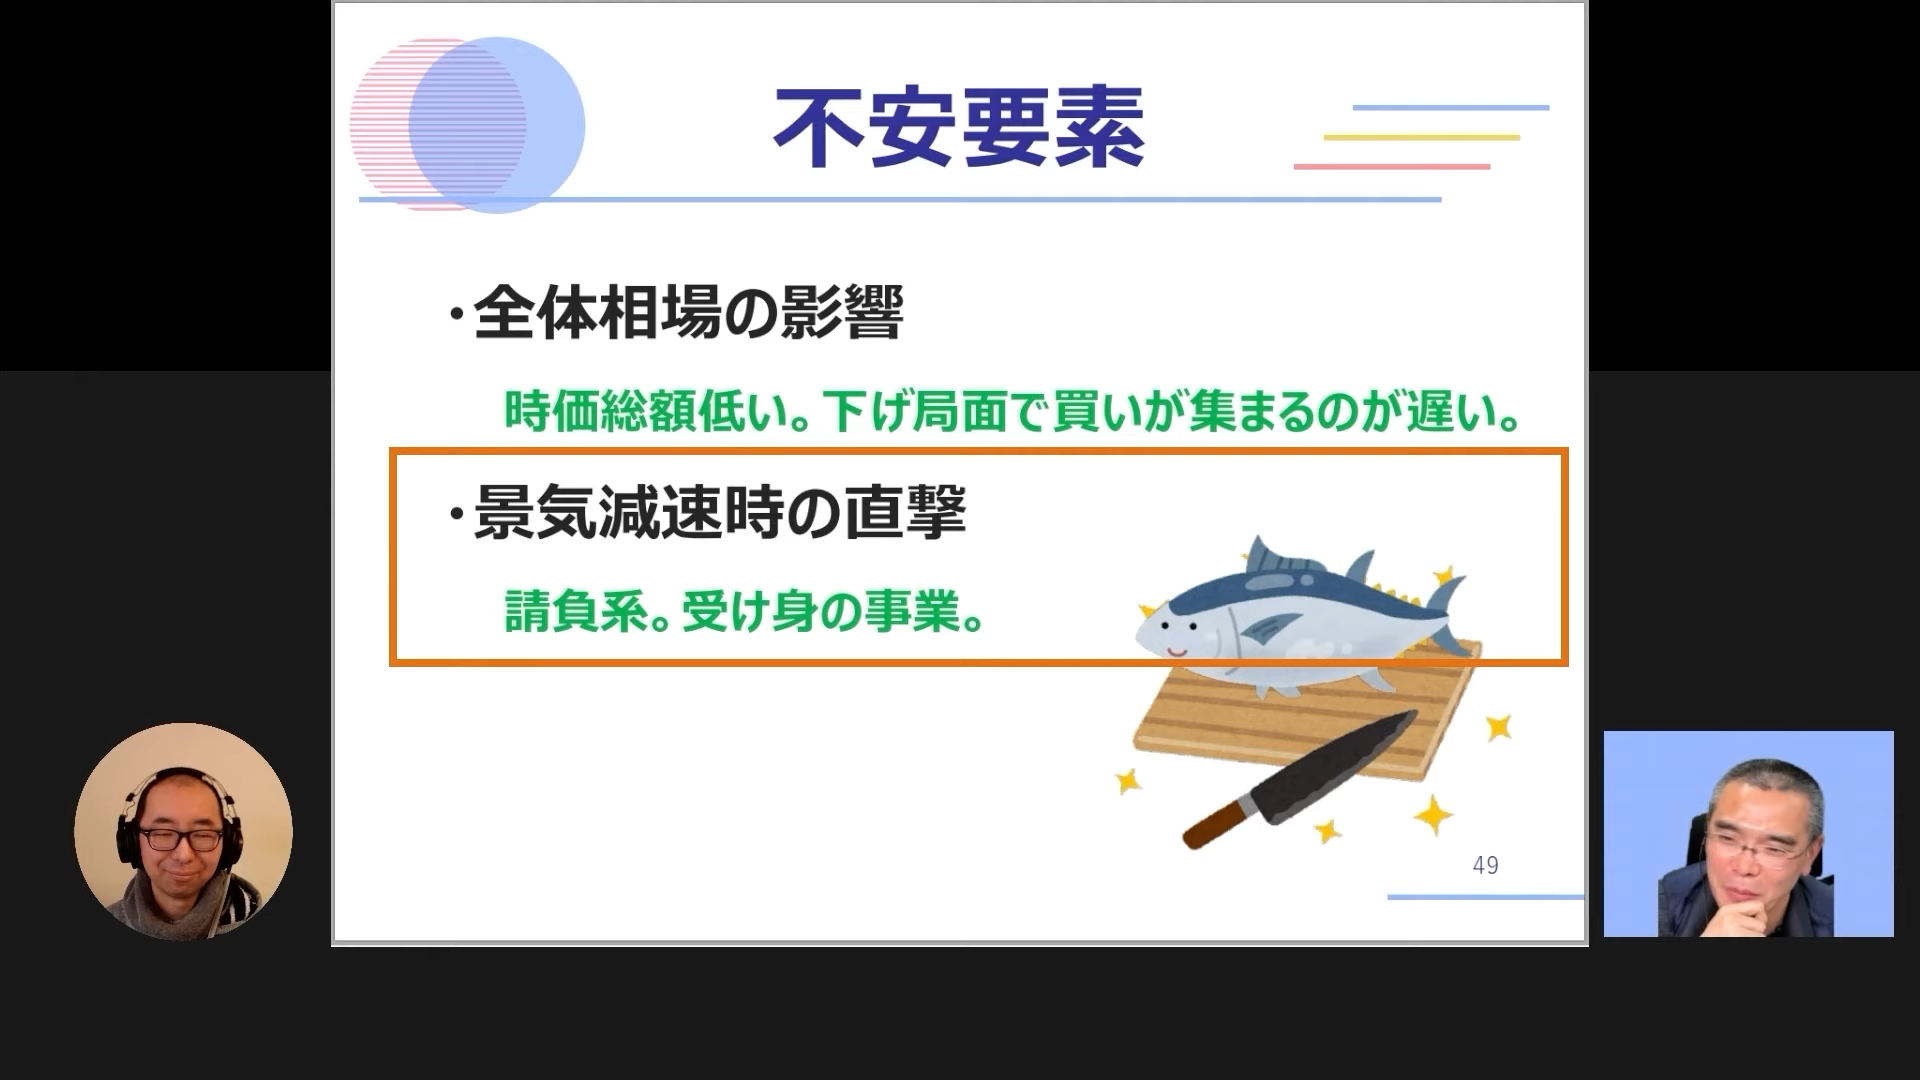 不安要素
・全体相場の影響
時価総額低い。下げ局面で買いが集まるのが遅い。
・景気減速時の直撃
請負系。受け身の事業。
49